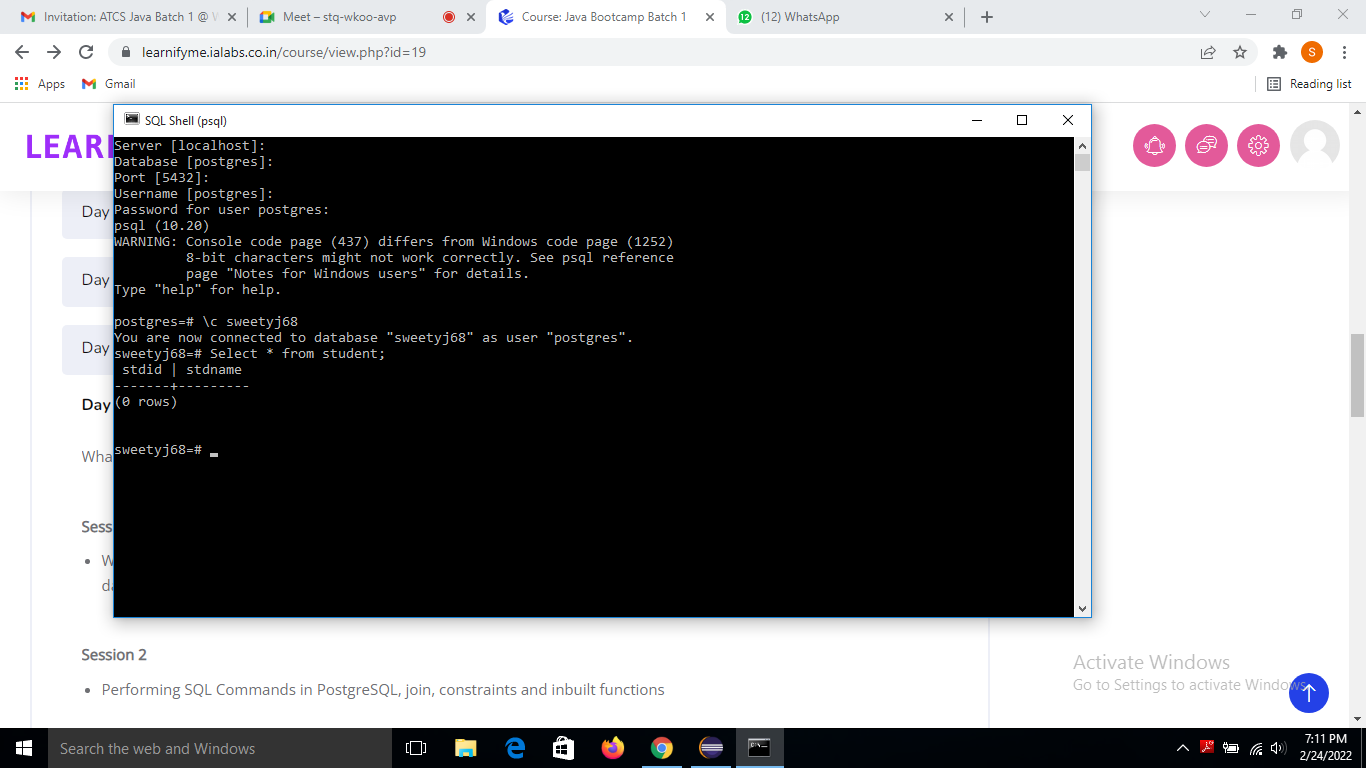 Invitation: ATCS Java Batch 1 @ W
Meet – stq-wkoo-avp
Course: Java Bootcamp Batch 1
12
(12) WhatsApp
learnifyme.ialabs.co.in/course/view.php?id=19
S
Apps
Gmail
Reading list
LEAR
SQL Shell (psql)
Server [localhost]:
Database [postgres]:
Port [5432]:
Username [postgres]:
Password for user postgres:
psql (10.20)
WARNING: Console code page (437) differs from Windows code page (1252)
         8-bit characters might not work correctly. See psql reference
         page "Notes for Windows users" for details.
Type "help" for help.
postgres=# \c sweetyj68
You are now connected to database "sweetyj68" as user "postgres".
sweetyj68=# Select * from student;
 stdid | stdname
-------+---------
(0 rows)
sweetyj68=#
Day
Day
Day
Day
Wha
Sess
W
da
Session 2
• Performing SQL Commands in PostgreSQL, join, constraints and inbuilt functions
Activate Windows
Go to Settings to activate Windows.
Search the web and Windows
7:11 PM
2/24/2022